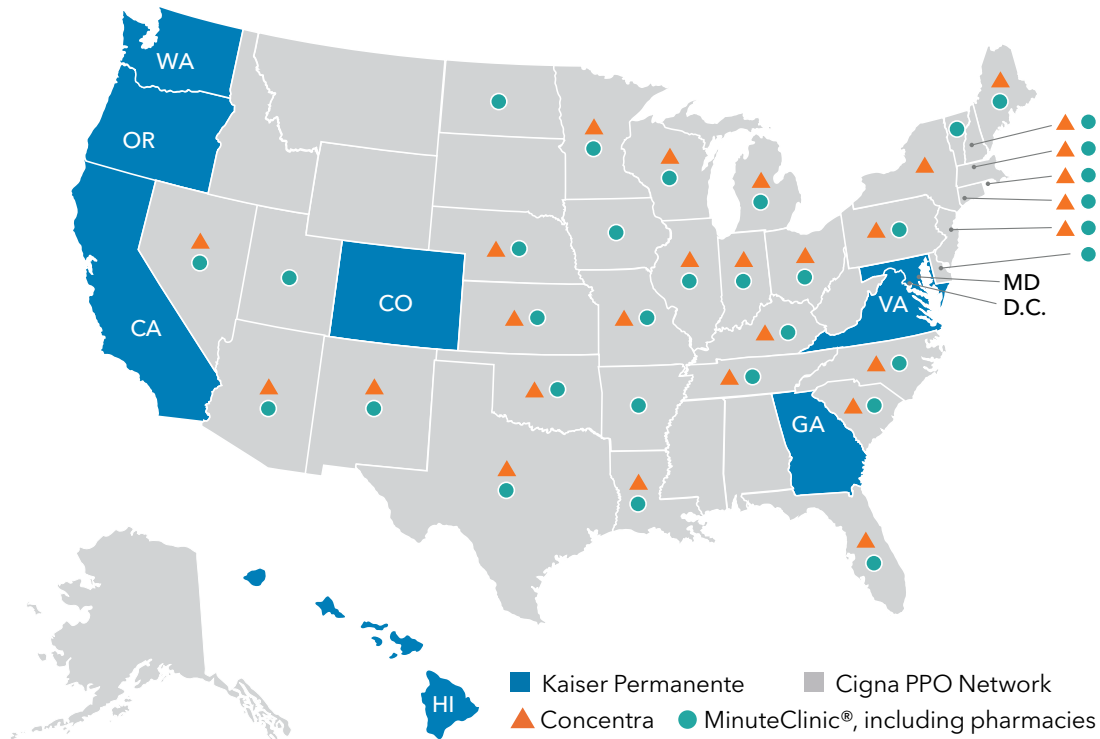 WA
OR
CA
CO
MD
D.C.
VA
GA
HI
Kaiser Permanente
Cigna PPO Network
Concentra
MinuteClinic®, including pharmacies